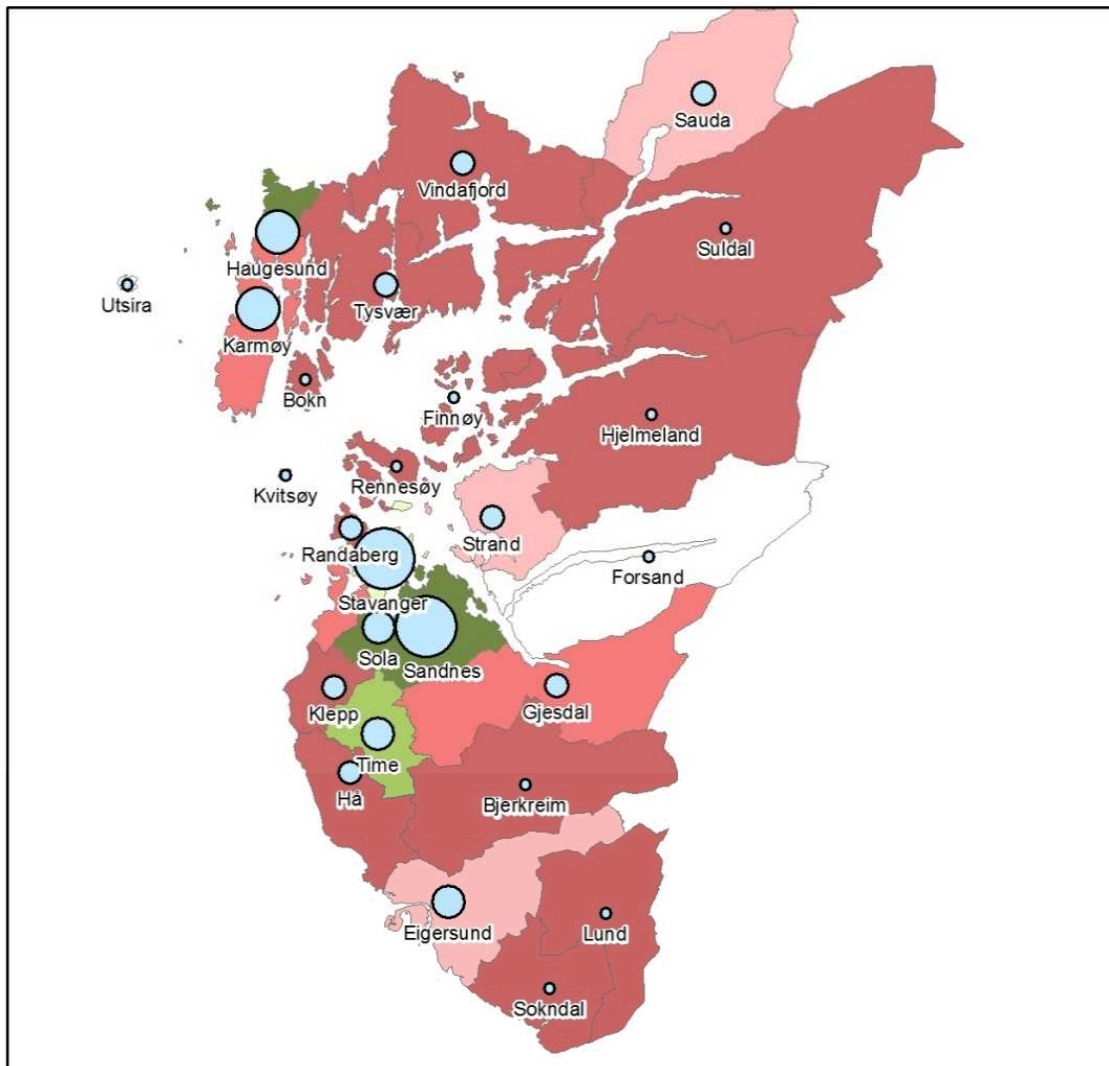 Sauda
Vindafjord
Suldal
Haugesund
Utsira
Tysvær
Karmøy
Bokn
Finnøy
Hjelmeland
Rennesøy
Kvitsøy
Strand
Randaberg
Forsand
Stavanger
Sola
Sandnes
Klepp
Gjesdal
Time
Hå
Bjerkreim
Eigersund
Lund
Sokndal